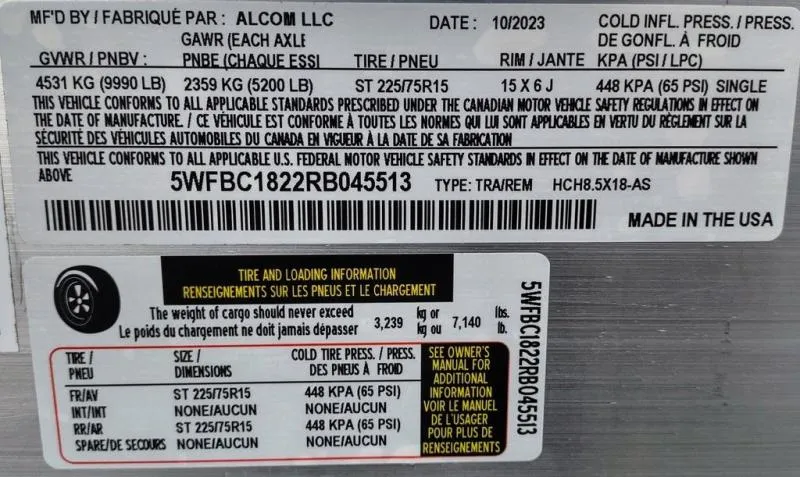 MF'D BY / FABRIQUÉ PAR : ALCOM LLC DATE : 10/2023 COLD INFL. PRESS. / PRESS.
GAWR (EACH AXLE DE GONFL. À FROID
GVWR / PNBV : PNBE (CHAQUE ESSI TIRE / PNEU RIM / JANTE KPA (PSI / LPC)
4531 KG (9990 LB) 2359 KG (5200 LB) ST 225/75R15 15 X 6 J 448 KPA (65 PSI) SINGLE
THIS VEHICLE CONFORMS TO ALL APPLICABLE STANDARDS PRESCRIBED UNDER THE CANADIAN MOTOR VEHICLE SAFETY REGULATIONS IN EFFECT ON
THE DATE OF MANUFACTURE. / CE VÉHICULE EST CONFORME À TOUTES LES NORMES QUI LUI SONT APPLICABLES EN VERTU DU RÈGLEMENT SUR LA
SÉCURITÉ DES VÉHICULES AUTOMOBILES DU CANADA EN VIGUEUR À LA DATE DE SA FABRICATION
THIS VEHICLE CONFORMS TO ALL APPLICABLE U.S. FEDERAL MOTOR VEHICLE SAFETY STANDARDS IN EFFECT ON THE DATE OF MANUFACTURE SHOWN
ABOVE 5WFBC1822RB045513 TYPE: TRA/REM HCH8.5X18-AS
MADE IN THE USA
TIRE AND LOADING INFORMATION
RENSEIGNEMENTS SUR LES PNEUS ET LE CHARGEMENT
The weight of cargo should never exceed 3,239 kg or 7,140 lbs.
Le poids du chargement ne doit jamais dépasser kg ou lb.
TIRE / SIZE / COLD TIRE PRESS. / PRESS.
PNEU DIMENSIONS DES PNEUS À FROID
FR/AV ST 225/75R15 448 KPA (65 PSI)
INT/INT NONE/AUCUN NONE/AUCUN
RR/AR ST 225/75R15 448 KPA (65 PSI)
SPARE/DE SECOURS NONE/AUCUN NONE/AUCUN
SEE OWNER'S
MANUAL FOR
ADDITIONAL
INFORMATION
VOIR LE MANUEL
DE L'USAGER
POUR PLUS DE
RENSEIGNEMENTS
5WFBC1822RB045513